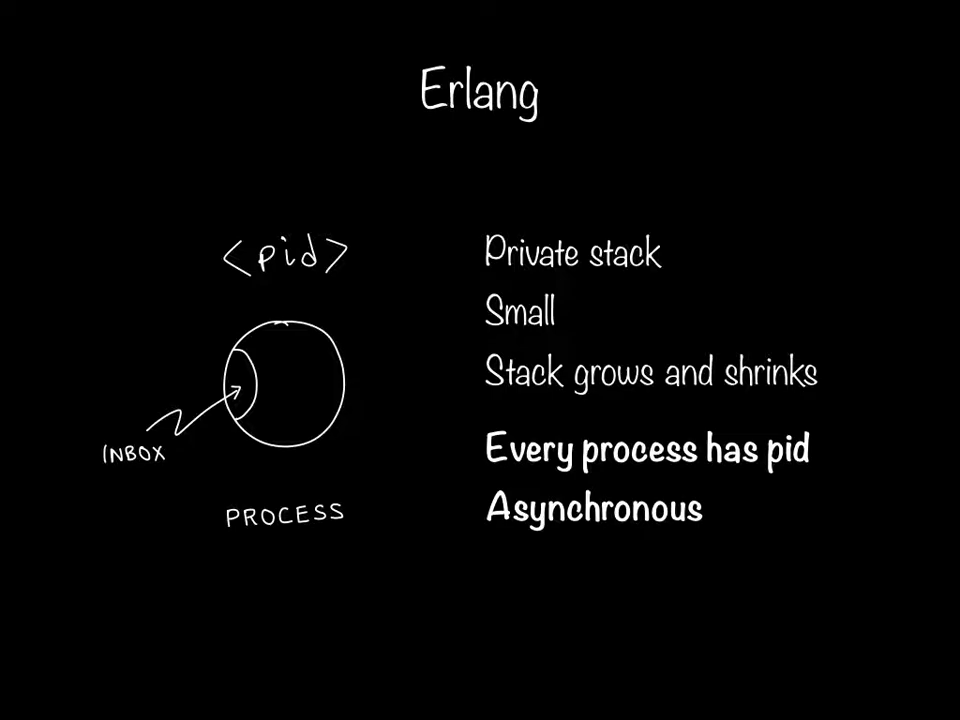 Erlang
<pid>
INBOX
PROCESS
Private stack
Small
Stack grows and shrinks
Every process has pid
Asynchronous